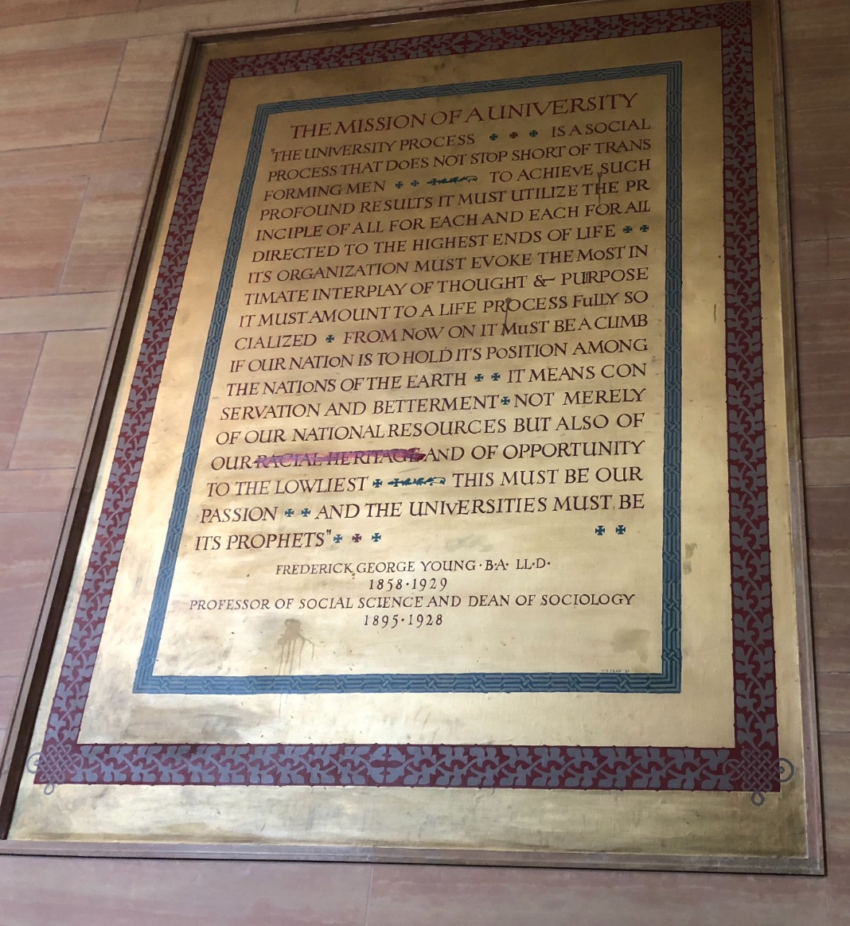 THE MISSION OF A UNIVERSITY
"THE UNIVERSITY PROCESS IS A SOCIAL
PROCESS THAT DOES NOT STOP SHORT OF TRANS
FORMING MEN TO ACHIEVE SUCH
PROFOUND RESULTS IT MUST UTILIZE THE PR
INCIPLE OF ALL FOR EACH AND EACH FOR ALL
DIRECTED TO THE HIGHEST ENDS OF LIFE
ITS ORGANIZATION MUST EVOKE THE MOST IN
TIMATE INTERPLAY OF THOUGHT & PURPOSE
IT MUST AMOUNT TO A LIFE PROCESS FULLY SO
CIALIZED FROM NOW ON IT MUST BE A CLIMB
IF OUR NATION IS TO HOLD ITS POSITION AMONG
THE NATIONS OF THE EARTH IT MEANS CON
SERVATION AND BETTERMENT NOT MERELY
OF OUR NATIONAL RESOURCES BUT ALSO OF
OUR RACIAL HERITAGE AND OF OPPORTUNITY
TO THE LOWLIEST THIS MUST BE OUR
PASSION AND THE UNIVERSITIES MUST BE
ITS PROPHETS"
FREDERICK GEORGE YOUNG · B·A· LL·D·
1858·1929
PROFESSOR OF SOCIAL SCIENCE AND DEAN OF SOCIOLOGY
1895·1928